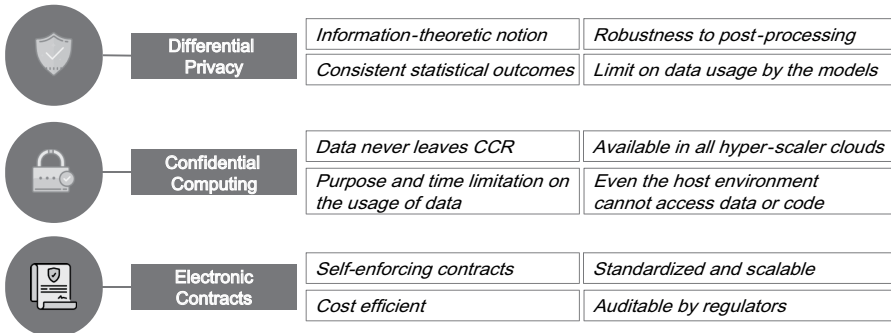 Differential
Privacy
Information-theoretic notion
Robustness to post-processing
Consistent statistical outcomes
Limit on data usage by the models
Confidential
Computing
Data never leaves CCR
Available in all hyper-scaler clouds
Purpose and time limitation on
the usage of data
Even the host environment
cannot access data or code
Electronic
Contracts
Self-enforcing contracts
Standardized and scalable
Cost efficient
Auditable by regulators